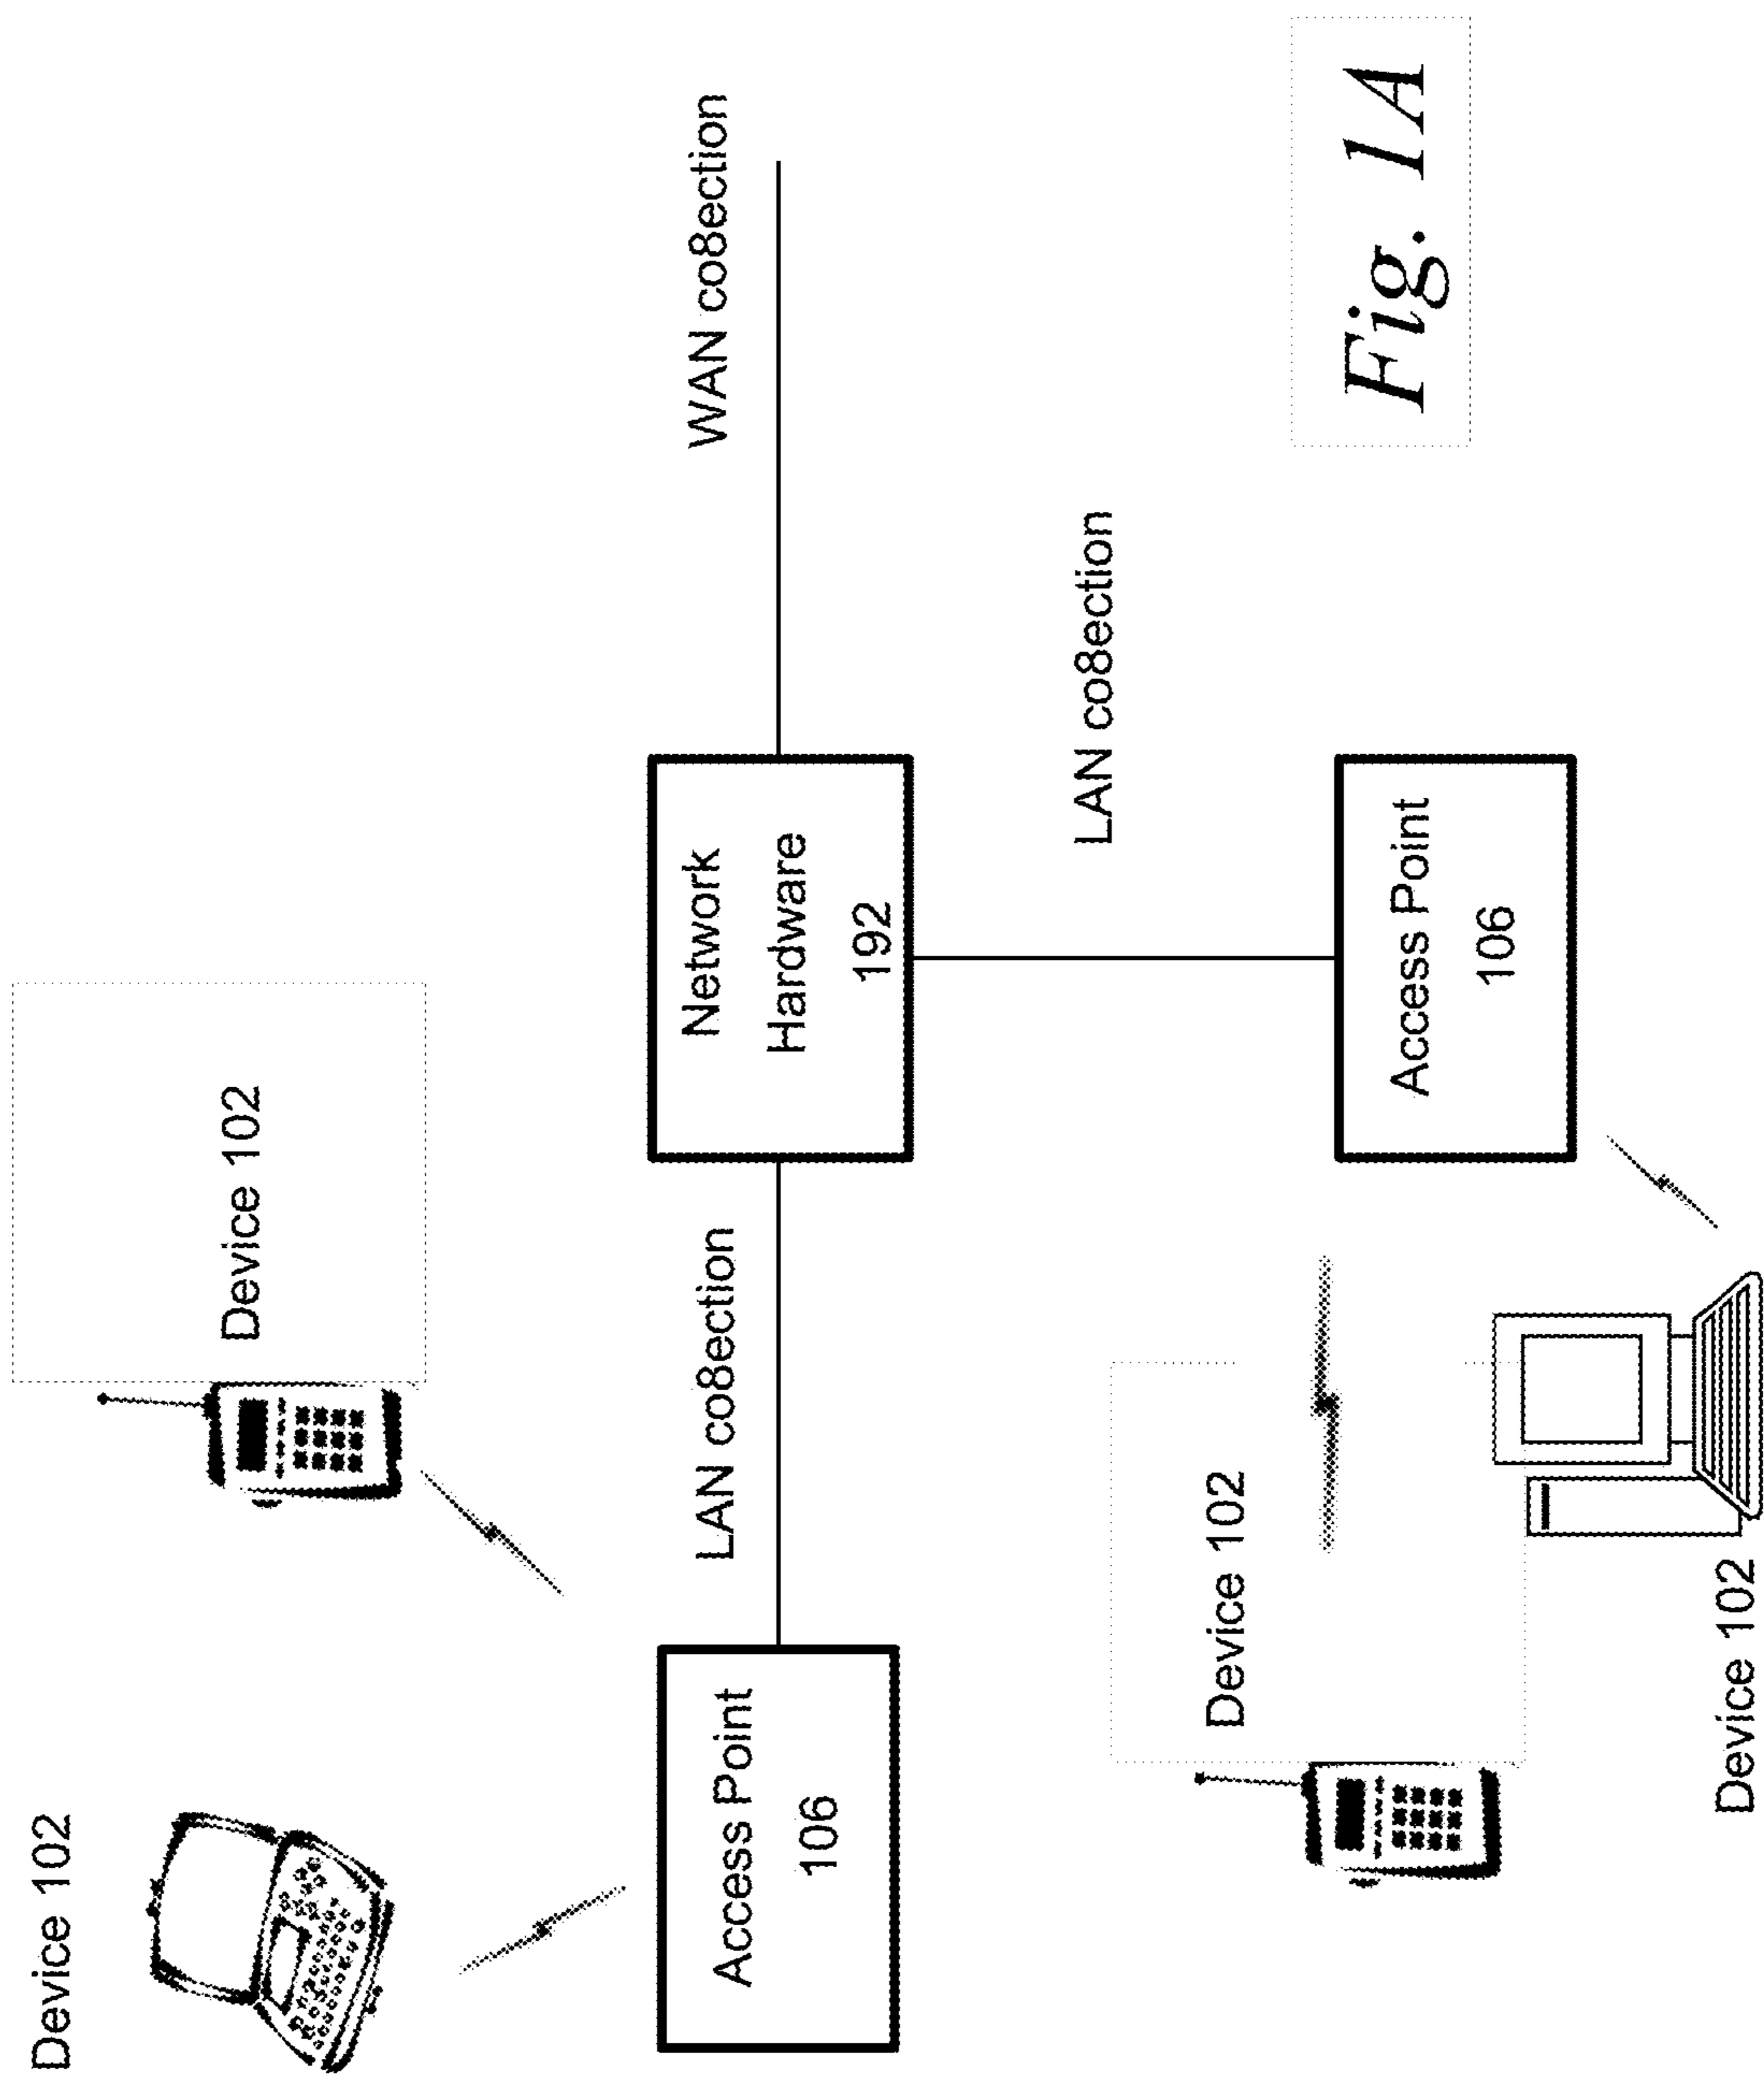 Device 102
Device 102
Access Point
106
LAN co8ection
Network
Hardware
192
WAN co8ection
LAN co8ection
Device 102
Access Point
106
Device 102
Fig. 1A